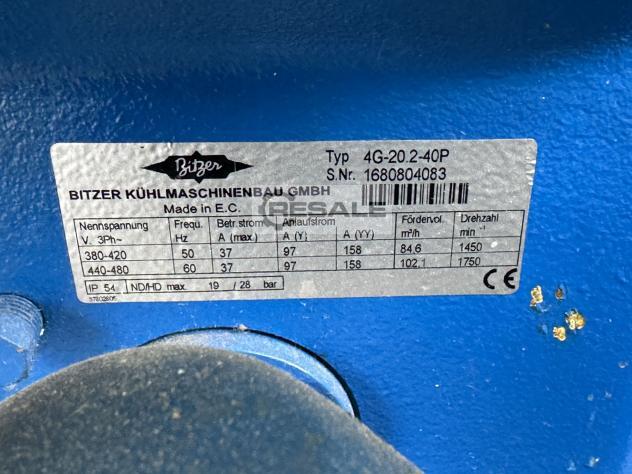 Bitzer
Typ 4G-20.2-40P
S.Nr. 1680804083
BITZER KÜHLMASCHINENBAU GMBH
Made in E.C.
RESALE
Nennspannung Frequ. Betr.strom Anlaufstrom Fördervol. Drehzahl
V. 3Ph~ Hz A (max.) A (Y) A (YY) m³/h min⁻¹
380-420 50 37 97 158 84,6 1450
440-480 60 37 97 158 102,1 1750
IP 54 ND/HD max. 19 / 28 bar
CE